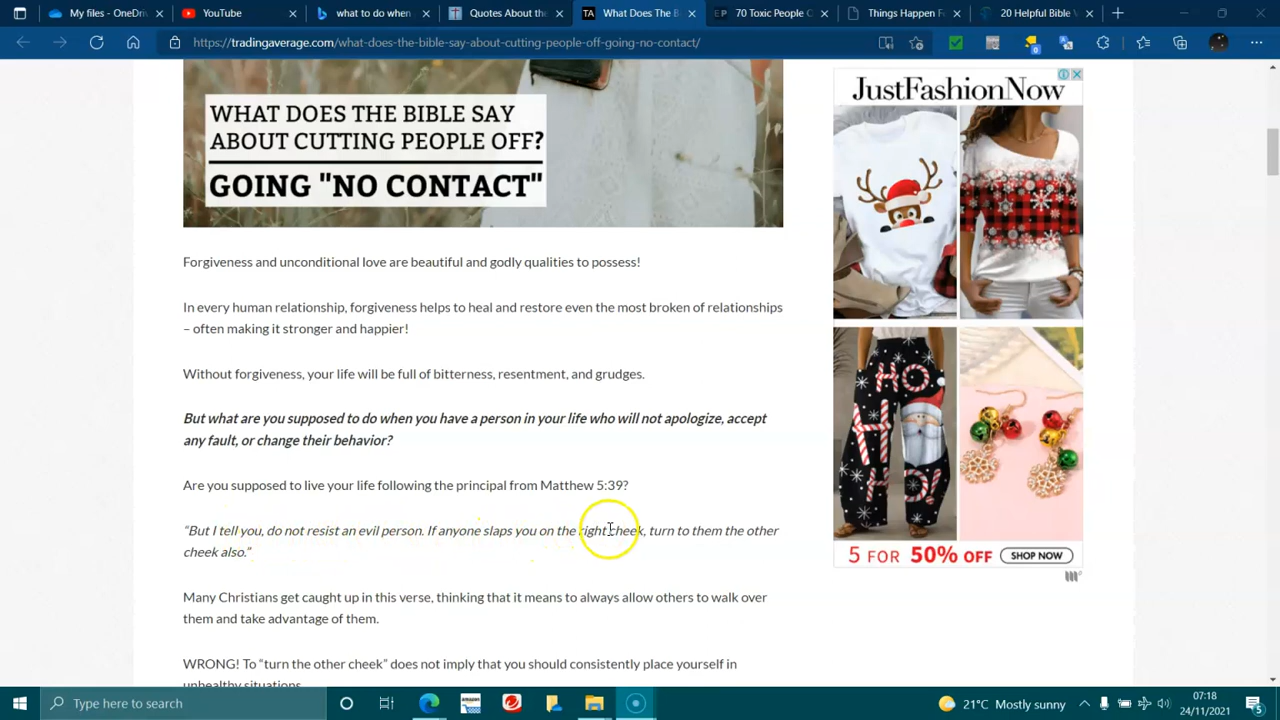 My files - OneDriv
YouTube
what to do when
Quotes About the
What Does The B
70 Toxic People C
Things Happen Fo
20 Helpful Bible V
https://tradingaverage.com/what-does-the-bible-say-about-cutting-people-off-going-no-contact/
WHAT DOES THE BIBLE SAY
ABOUT CUTTING PEOPLE OFF?
GOING "NO CONTACT"
Forgiveness and unconditional love are beautiful and godly qualities to possess!
In every human relationship, forgiveness helps to heal and restore even the most broken of relationships
– often making it stronger and happier!
Without forgiveness, your life will be full of bitterness, resentment, and grudges.
But what are you supposed to do when you have a person in your life who will not apologize, accept
any fault, or change their behavior?
Are you supposed to live your life following the principal from Matthew 5:39?
“But I tell you, do not resist an evil person. If anyone slaps you on the right cheek, turn to them the other
cheek also.”
Many Christians get caught up in this verse, thinking that it means to always allow others to walk over
them and take advantage of them.
WRONG! To “turn the other cheek” does not imply that you should consistently place yourself in
unhealthy situations
JUSTFASHIONNOW
HO
HO!
5 FOR 50% OFF SHOP NOW
Type here to search
amazon
21°C Mostly sunny
07:18
24/11/2021
5